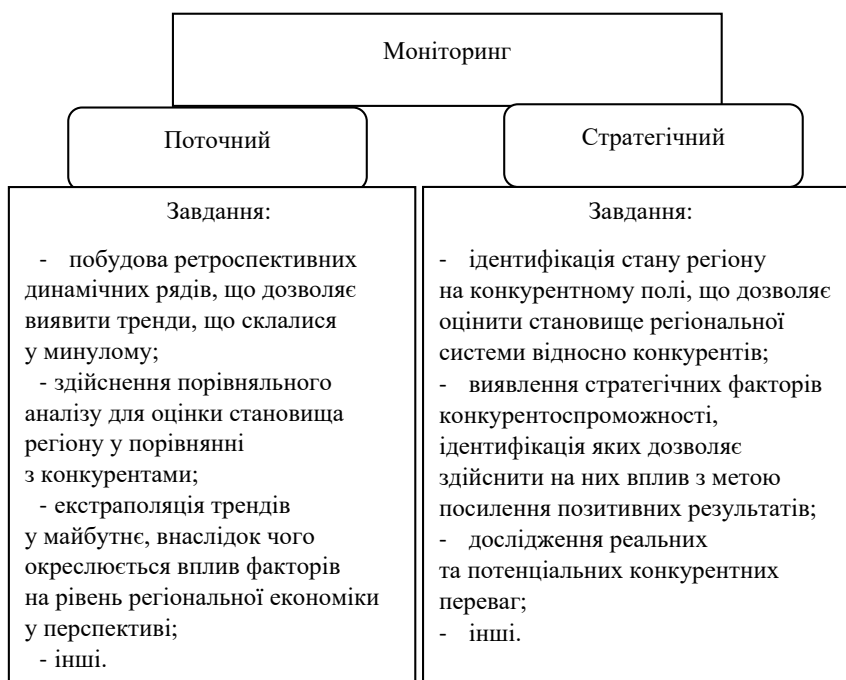 Моніторинг
Поточний
Стратегічний
Завдання:
- побудова ретроспективних
динамічних рядів, що дозволяє
виявити тренди, що склалися
у минулому;
- здійснення порівняльного
аналізу для оцінки становища
регіону у порівнянні
з конкурентами;
- екстраполяція трендів
у майбутнє, внаслідок чого
окреслюється вплив факторів
на рівень регіональної економіки
у перспективі;
- інші.
Завдання:
- ідентифікація стану регіону
на конкурентному полі, що дозволяє
оцінити становище регіональної
системи відносно конкурентів;
- виявлення стратегічних факторів
конкурентоспроможності,
ідентифікація яких дозволяє
здійснити на них вплив з метою
посилення позитивних результатів;
- дослідження реальних
та потенціальних конкурентних
переваг;
- інші.